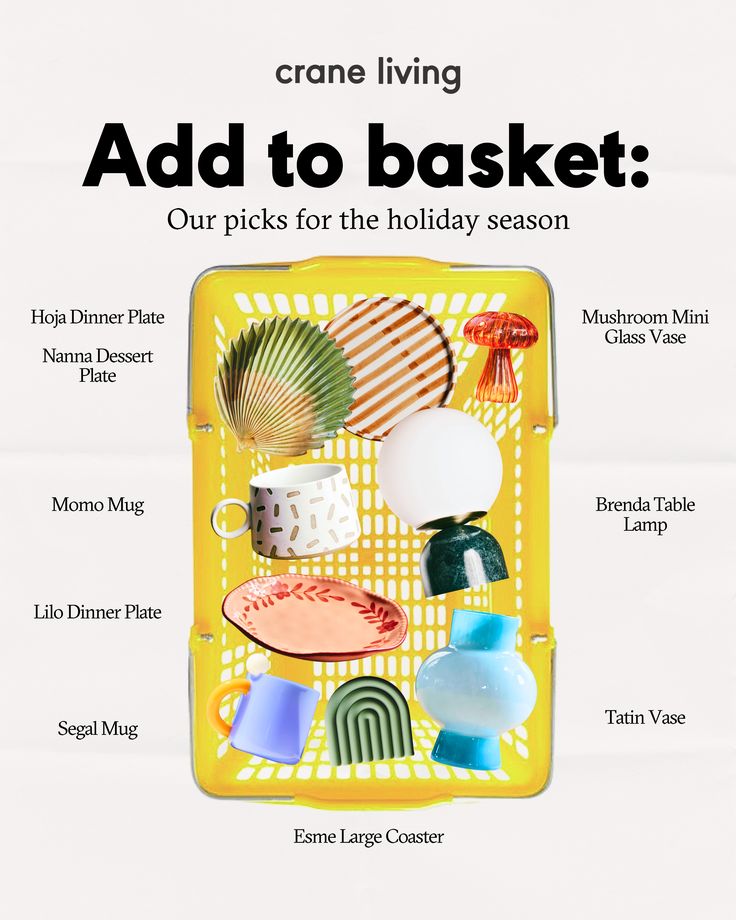 crane living
Add to basket:
Our picks for the holiday season
Hoja Dinner Plate
Nanna Dessert
Plate
Mushroom Mini
Glass Vase
Momo Mug
Brenda Table
Lamp
Lilo Dinner Plate
Segal Mug
Tatin Vase
Esme Large Coaster